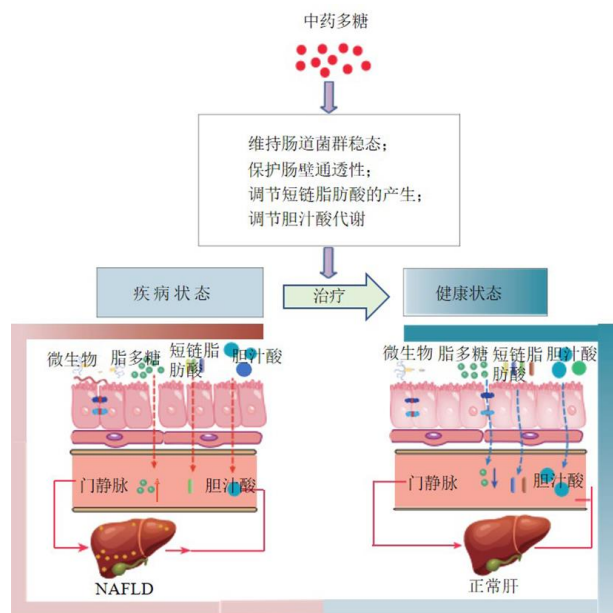 中药多糖
维持肠道菌群稳态；
保护肠壁通透性；
调节短链脂肪酸的产生；
调节胆汁酸代谢
疾病状态
治疗
健康状态
微生物 脂多糖 短链脂肪酸 胆汁酸
门静脉 胆汁酸
NAFLD
微生物 脂多糖 短链脂肪酸 胆汁酸
门静脉 胆汁酸
正常肝